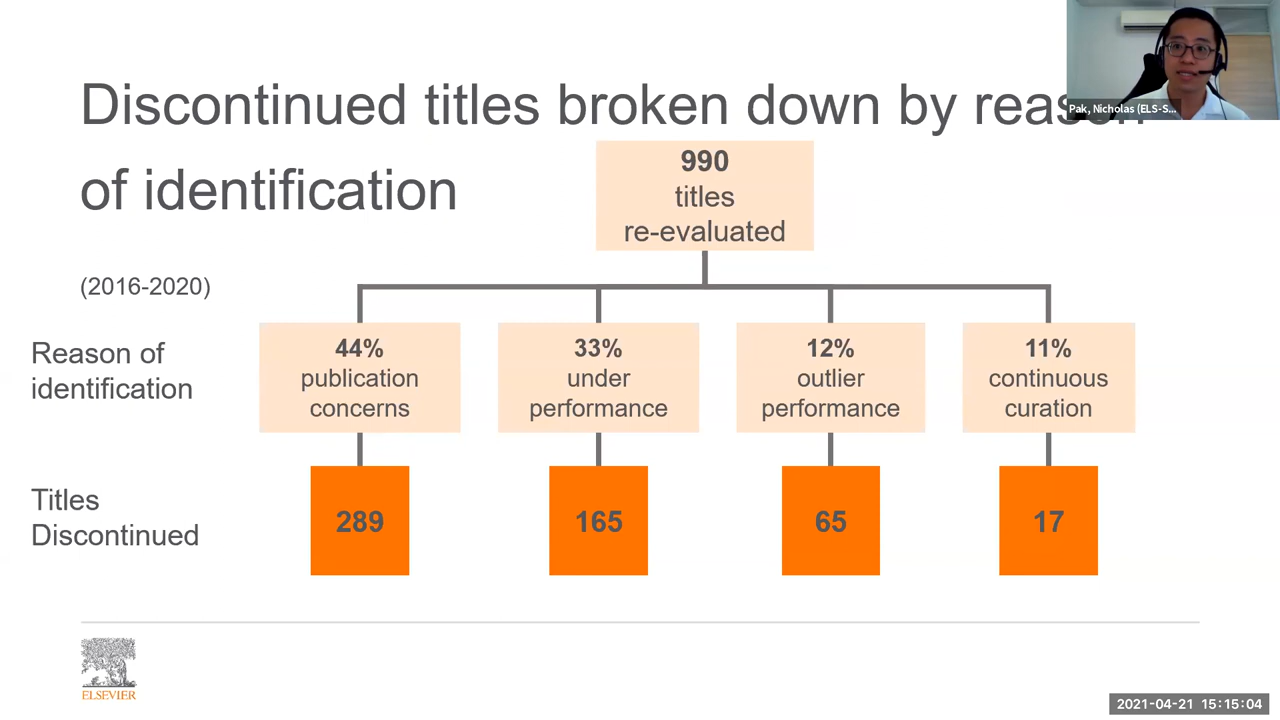 Discontinued titles broken down by reason
of identification
Pak, Nicholas (ELS-S...
990
titles
re-evaluated
(2016-2020)
Reason of
identification
44%
publication
concerns
33%
under
performance
12%
outlier
performance
11%
continuous
curation
Titles
Discontinued
289
165
65
17
ELSEVIER
2021-04-21 15:15:04